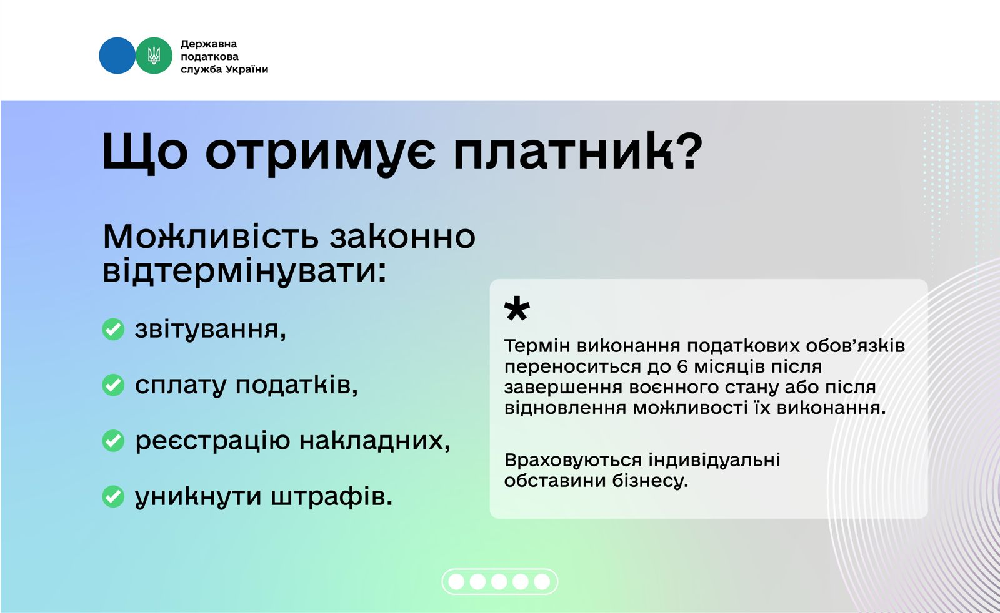 Державна
податкова
служба України
Що отримує платник?
Можливість законно
відтермінувати:
звітування,
сплату податків,
реєстрацію накладних,
уникнути штрафів.
*
Термін виконання податкових обов’язків
переноситься до 6 місяців після
завершення воєнного стану або після
відновлення можливості їх виконання.
Враховуються індивідуальні
обставини бізнесу.